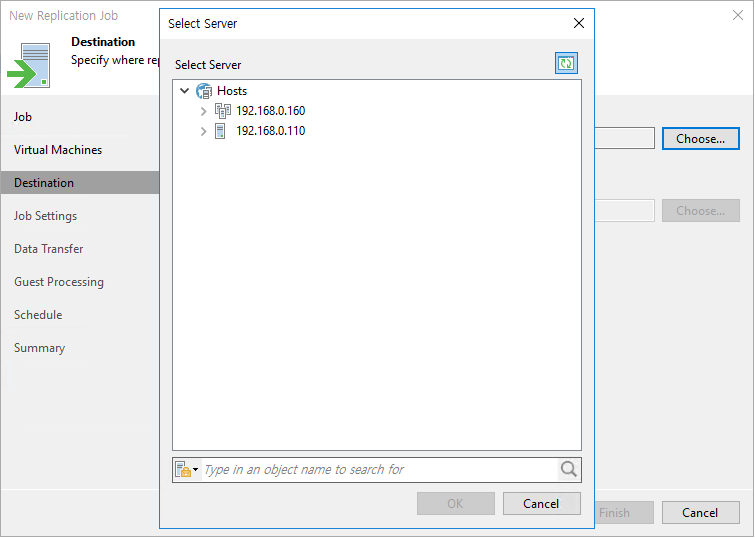 New Replication Job
Destination
Specify where rep
Job
Virtual Machines
Destination
Job Settings
Data Transfer
Guest Processing
Schedule
Summary
Select Server
Select Server
Hosts
192.168.0.160
192.168.0.110
Type in an object name to search for
OK
Cancel
Choose...
Choose...
Finish
Cancel